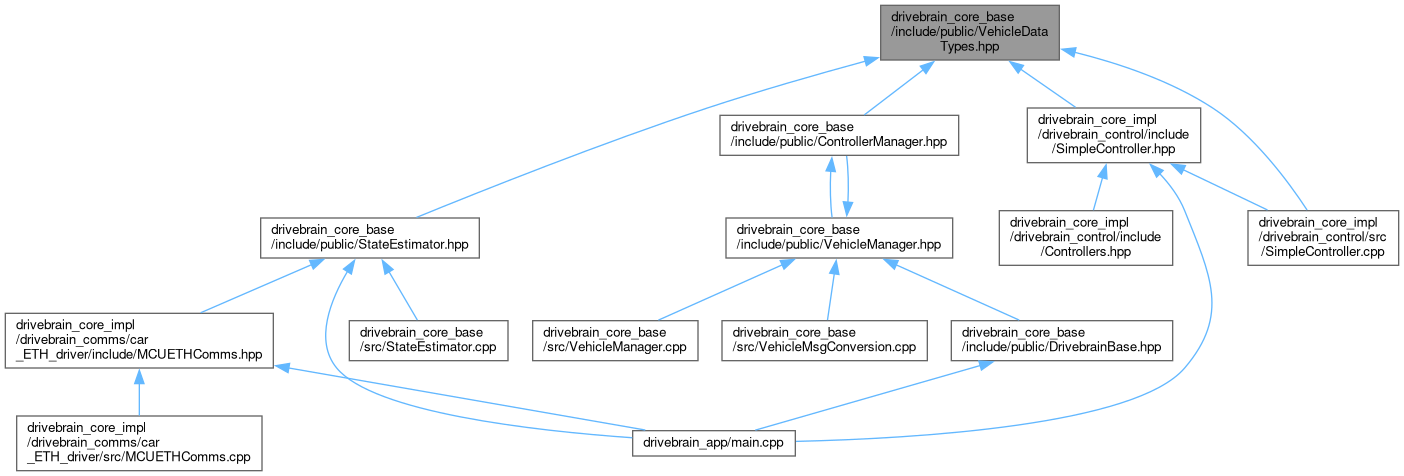 drivebrain_core_base
/include/public/VehicleData
Types.hpp
drivebrain_core_base
/include/public/ControllerManager.hpp
drivebrain_core_impl
/drivebrain_control/include
/SimpleController.hpp
drivebrain_core_base
/include/public/StateEstimator.hpp
drivebrain_core_base
/include/public/VehicleManager.hpp
drivebrain_core_impl
/drivebrain_control/include
/Controllers.hpp
drivebrain_core_impl
/drivebrain_control/src
/SimpleController.cpp
drivebrain_core_impl
/drivebrain_comms/car
_ETH_driver/include/MCUETHComms.hpp
drivebrain_core_base
/src/StateEstimator.cpp
drivebrain_core_base
/src/VehicleManager.cpp
drivebrain_core_base
/src/VehicleMsgConversion.cpp
drivebrain_core_base
/include/public/DrivebrainBase.hpp
drivebrain_core_impl
/drivebrain_comms/car
_ETH_driver/src/MCUETHComms.cpp
drivebrain_app/main.cpp